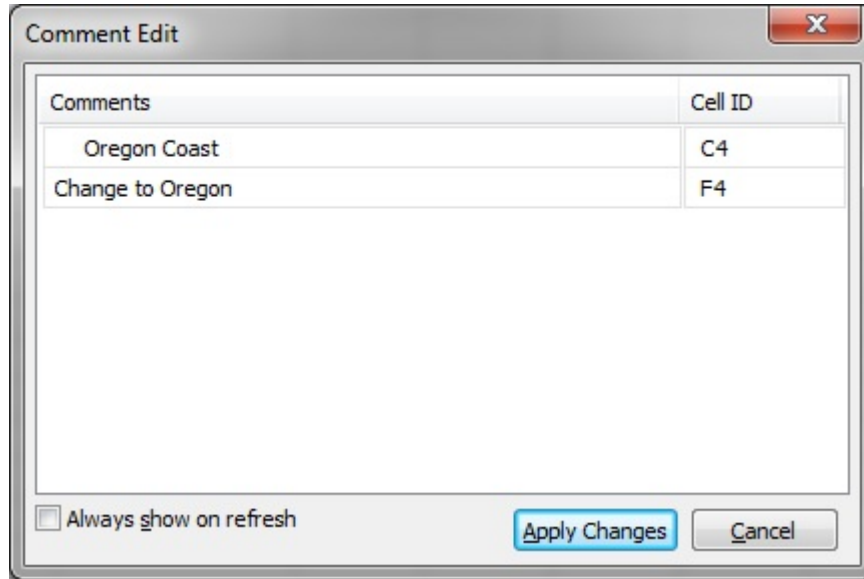 Comment Edit
Comments Cell ID
Oregon Coast C4
Change to Oregon F4
Always show on refresh Apply Changes Cancel